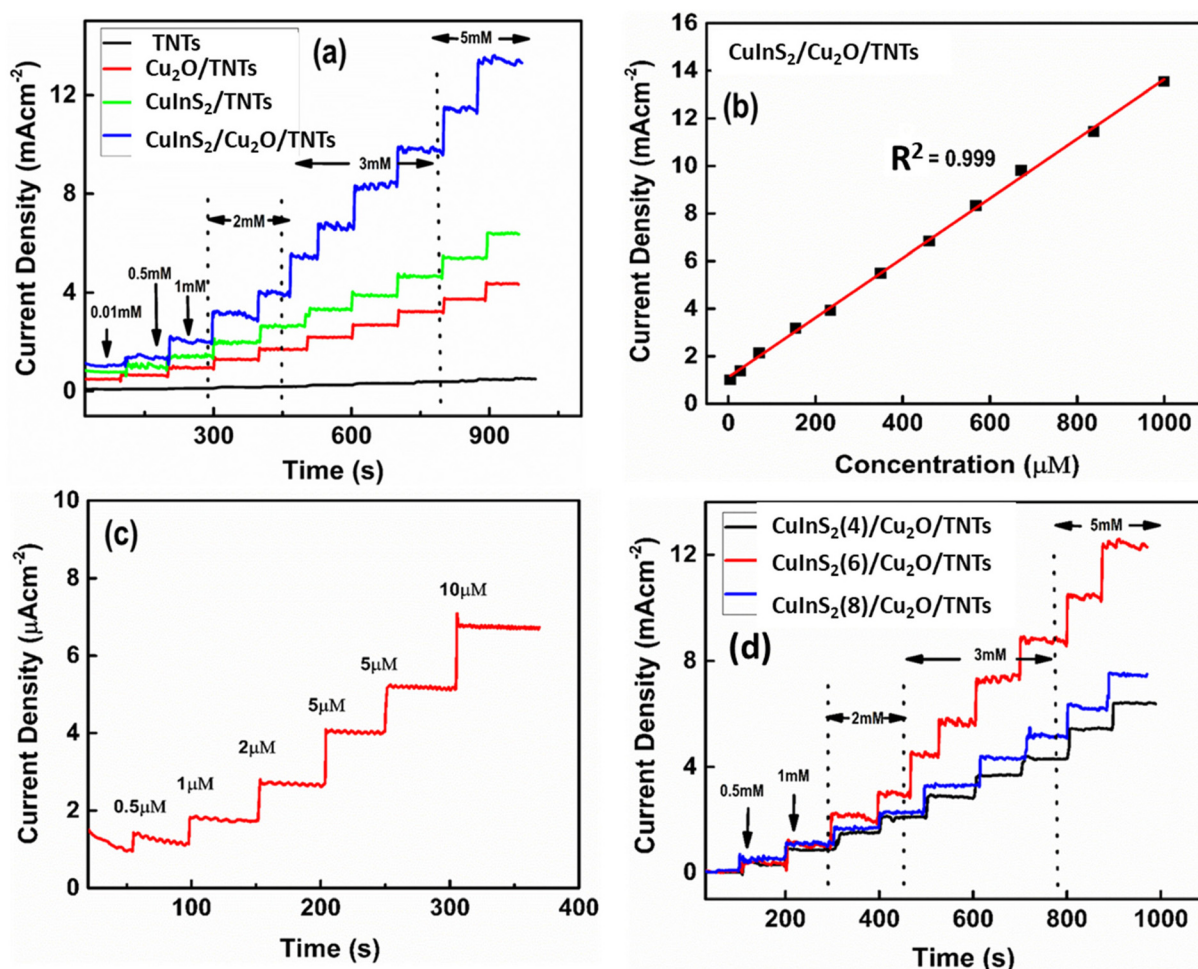 (a)
TNTs
Cu₂O/TNTs
CuInS₂/TNTs
CuInS₂/Cu₂O/TNTs
5mM
3mM
2mM
0.5mM
1mM
0.01mM
12
8
4
0
Current Density (mAcm⁻²)
300
600
900
Time (s)
CuInS₂/Cu₂O/TNTs
(b)
R² = 0.999
16
14
12
10
8
6
4
2
0
Current Density (mAcm⁻²)
0
200
400
600
800
1000
Concentration (μM)
(c)
10μM
5μM
5μM
2μM
1μM
0.5μM
10
8
6
4
2
0
Current Density (μAcm⁻²)
100
200
300
400
Time (s)
CuInS₂(4)/Cu₂O/TNTs
CuInS₂(6)/Cu₂O/TNTs
CuInS₂(8)/Cu₂O/TNTs
(d)
5mM
3mM
2mM
1mM
0.5mM
12
8
4
0
Current Density (mAcm⁻²)
200
400
600
800
1000
Time (s)